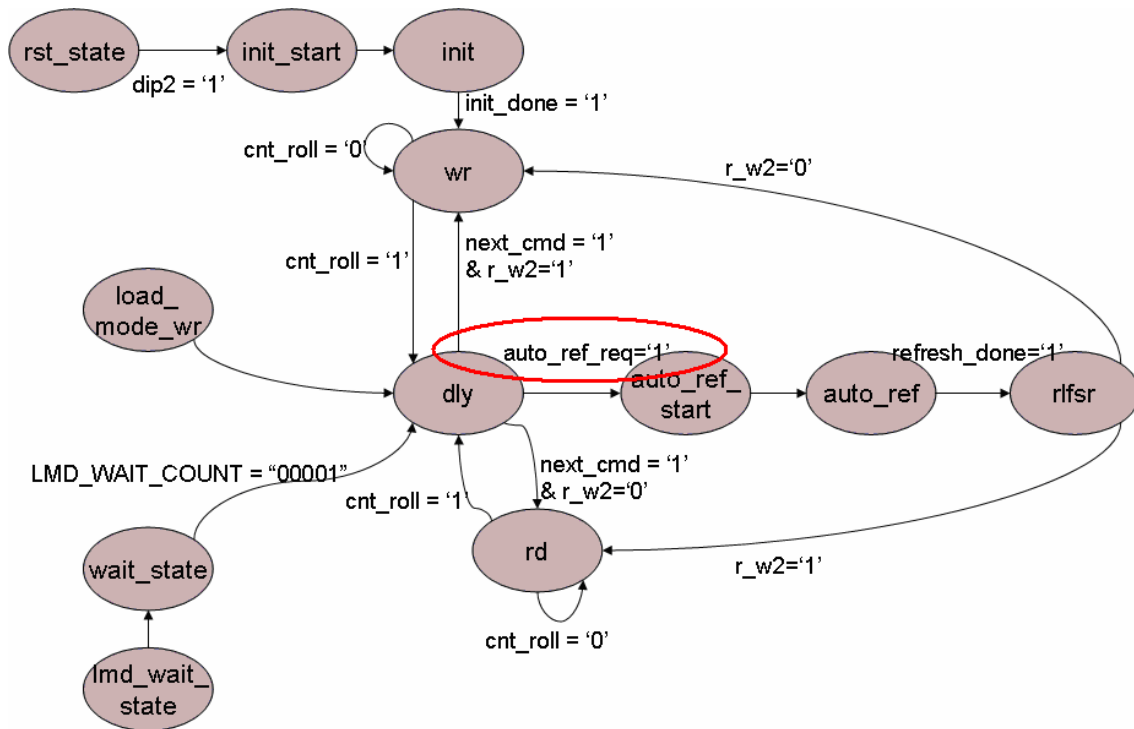 rst_state
init_start
init
dip2 = ‘1’
init_done = ‘1’
cnt_roll = ‘0’
wr
r_w2=‘0’
next_cmd = ‘1’
& r_w2=‘1’
cnt_roll = ‘1’
load_
mode_wr
auto_ref_req=‘1’
refresh_done=‘1’
dly
auto_ref_
start
auto_ref
rlfsr
LMD_WAIT_COUNT = “00001”
next_cmd = ‘1’
& r_w2=‘0’
cnt_roll = ‘1’
rd
wait_state
r_w2=‘1’
cnt_roll = ‘0’
lmd_wait_
state